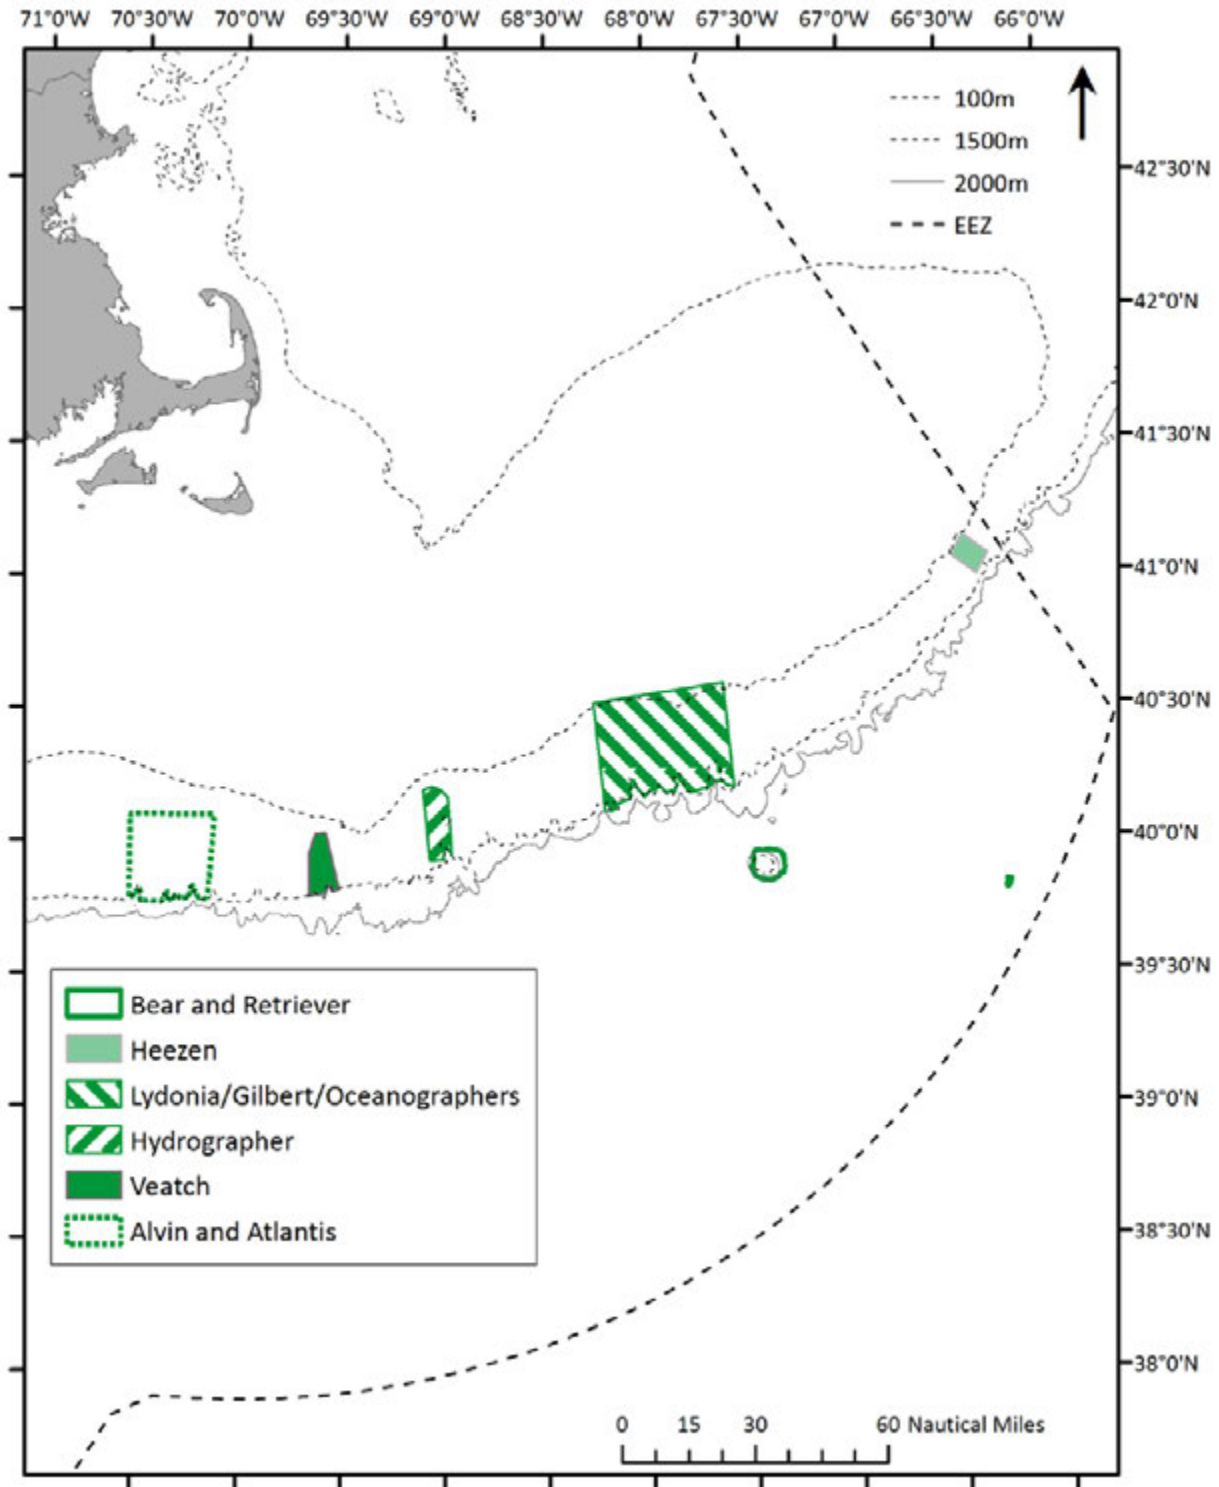 71°0'W 70°30'W 70°0'W 69°30'W 69°0'W 68°30'W 68°0'W 67°30'W 67°0'W 66°30'W 66°0'W
100m
1500m
2000m
EEZ
42°30'N
42°0'N
41°30'N
41°0'N
40°30'N
40°0'N
39°30'N
39°0'N
38°30'N
38°0'N
Bear and Retriever
Heezen
Lydonia/Gilbert/Oceanographers
Hydrographer
Veatch
Alvin and Atlantis
0 15 30 60 Nautical Miles